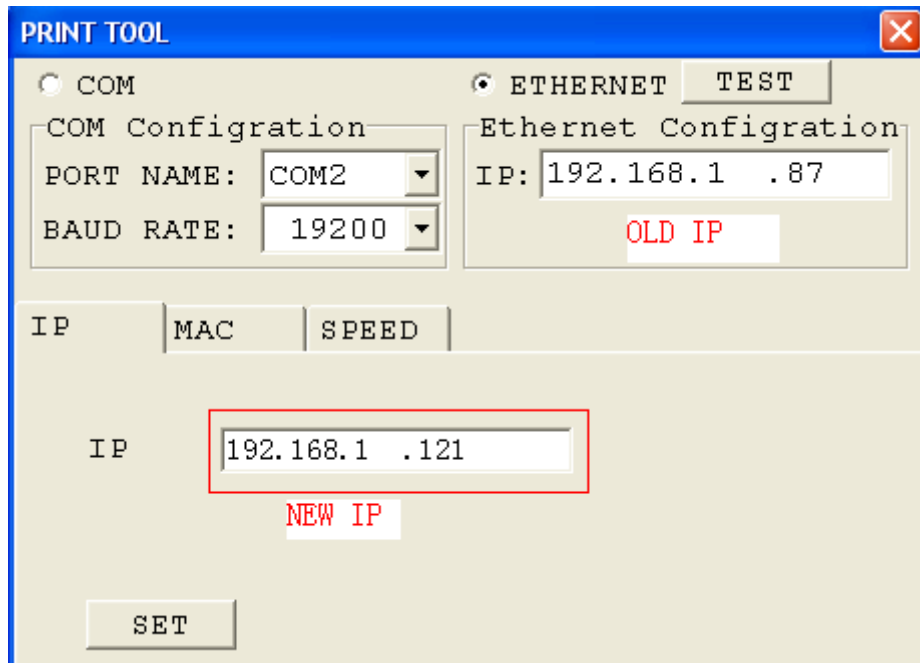 PRINT TOOL
COM
ETHERNET TEST
COM Configration
Ethernet Configration
PORT NAME: COM2
IP: 192.168.1 .87
BAUD RATE: 19200
OLD IP
IP MAC SPEED
IP 192.168.1 .121
NEW IP
SET